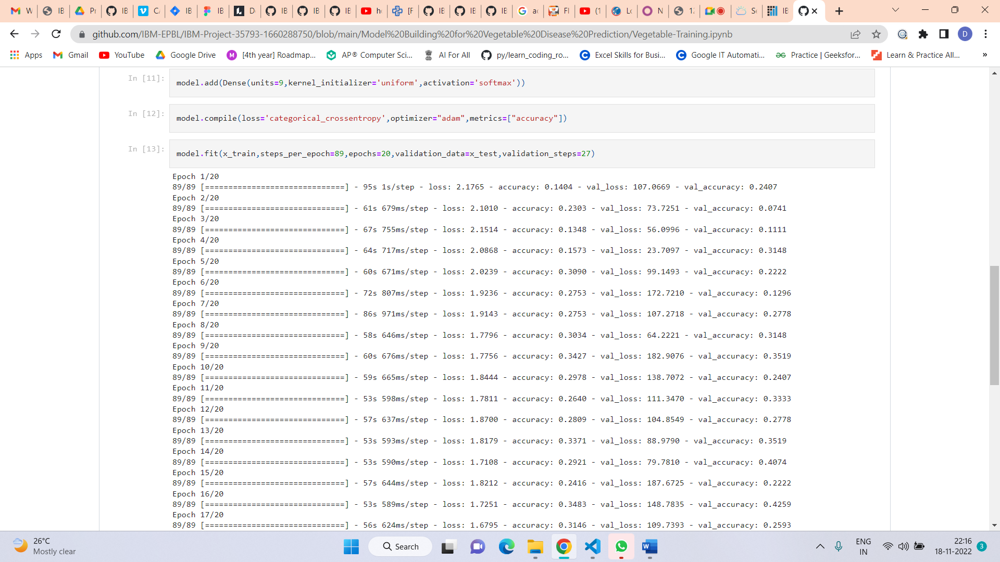 W
IB
Pr
IB
CA
IB
IB
D
IB
IB
IB
ho
[F
IB
IB
IB
ac
Fl
(1
Lo
N
12
Se
IB
github.com/IBM-EPBL/IBM-Project-35793-1660288750/blob/main/Model%20Building%20for%20Vegetable%20Disease%20Prediction/Vegetable-Training.ipynb
D
Apps
Gmail
YouTube
Google Drive
M
[4th year] Roadmap...
AP® Computer Sci...
AI For All
py/learn_coding_ro...
Excel Skills for Busi...
Google IT Automati...
Practice | Geeksfor...
Learn & Practice All...
»
In [11]:
model.add(Dense(units=9,kernel_initializer='uniform',activation='softmax'))
In [12]:
model.compile(loss='categorical_crossentropy',optimizer="adam",metrics=["accuracy"])
In [13]:
model.fit(x_train,steps_per_epoch=89,epochs=20,validation_data=x_test,validation_steps=27)
Epoch 1/20
89/89 [==============================] - 95s 1s/step - loss: 2.1765 - accuracy: 0.1404 - val_loss: 107.0669 - val_accuracy: 0.2407
Epoch 2/20
89/89 [==============================] - 61s 679ms/step - loss: 2.1010 - accuracy: 0.2303 - val_loss: 73.7251 - val_accuracy: 0.0741
Epoch 3/20
89/89 [==============================] - 67s 755ms/step - loss: 2.1514 - accuracy: 0.1348 - val_loss: 56.0996 - val_accuracy: 0.1111
Epoch 4/20
89/89 [==============================] - 64s 717ms/step - loss: 2.0868 - accuracy: 0.1573 - val_loss: 23.7097 - val_accuracy: 0.3148
Epoch 5/20
89/89 [==============================] - 60s 671ms/step - loss: 2.0239 - accuracy: 0.3090 - val_loss: 99.1493 - val_accuracy: 0.2222
Epoch 6/20
89/89 [==============================] - 72s 807ms/step - loss: 1.9236 - accuracy: 0.2753 - val_loss: 172.7210 - val_accuracy: 0.1296
Epoch 7/20
89/89 [==============================] - 86s 971ms/step - loss: 1.9143 - accuracy: 0.2753 - val_loss: 107.2718 - val_accuracy: 0.2778
Epoch 8/20
89/89 [==============================] - 58s 646ms/step - loss: 1.7796 - accuracy: 0.3034 - val_loss: 64.2221 - val_accuracy: 0.3148
Epoch 9/20
89/89 [==============================] - 60s 676ms/step - loss: 1.7756 - accuracy: 0.3427 - val_loss: 182.9076 - val_accuracy: 0.3519
Epoch 10/20
89/89 [==============================] - 59s 665ms/step - loss: 1.8444 - accuracy: 0.2978 - val_loss: 138.7072 - val_accuracy: 0.2407
Epoch 11/20
89/89 [==============================] - 53s 598ms/step - loss: 1.7811 - accuracy: 0.2640 - val_loss: 111.3470 - val_accuracy: 0.3333
Epoch 12/20
89/89 [==============================] - 57s 637ms/step - loss: 1.8700 - accuracy: 0.2809 - val_loss: 104.8549 - val_accuracy: 0.2778
Epoch 13/20
89/89 [==============================] - 53s 593ms/step - loss: 1.8179 - accuracy: 0.3371 - val_loss: 88.9790 - val_accuracy: 0.3519
Epoch 14/20
89/89 [==============================] - 53s 590ms/step - loss: 1.7108 - accuracy: 0.2921 - val_loss: 79.7810 - val_accuracy: 0.4074
Epoch 15/20
89/89 [==============================] - 57s 644ms/step - loss: 1.8212 - accuracy: 0.2416 - val_loss: 187.6725 - val_accuracy: 0.2222
Epoch 16/20
89/89 [==============================] - 53s 589ms/step - loss: 1.7251 - accuracy: 0.3483 - val_loss: 148.7835 - val_accuracy: 0.4259
Epoch 17/20
89/89 [==============================] - 56s 624ms/step - loss: 1.6795 - accuracy: 0.3146 - val_loss: 109.7393 - val_accuracy: 0.2593
26°C
Mostly clear
Search
ENG
IN
22:16
18-11-2022
3